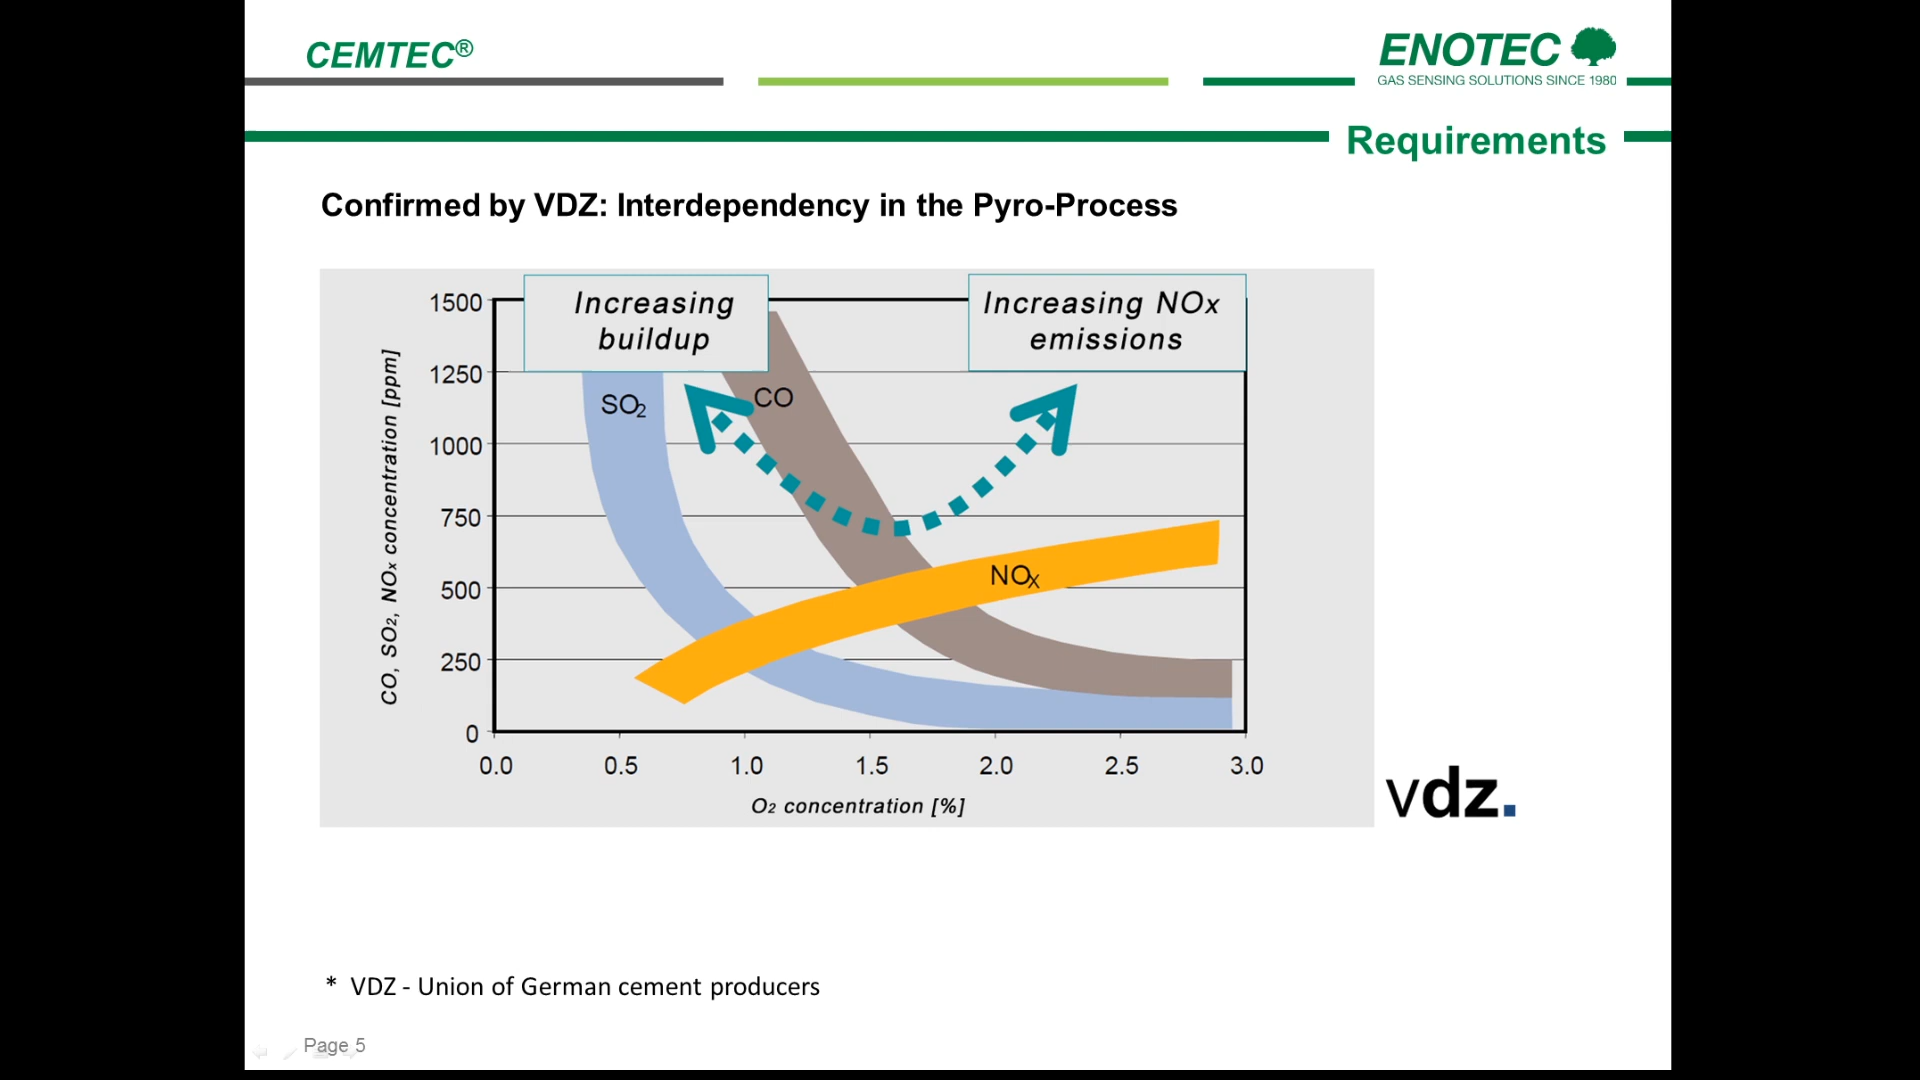 CEMTEC®
ENOTEC
GAS SENSING SOLUTIONS SINCE 1980
Requirements
Confirmed by VDZ: Interdependency in the Pyro-Process
Increasing
buildup
Increasing NOx
emissions
CO, SO2, NOx concentration [ppm]
1500
1250
1000
750
500
250
0
SO2
CO
NOX
0.0 0.5 1.0 1.5 2.0 2.5 3.0
O2 concentration [%]
vdz.
* VDZ - Union of German cement producers
Page 5